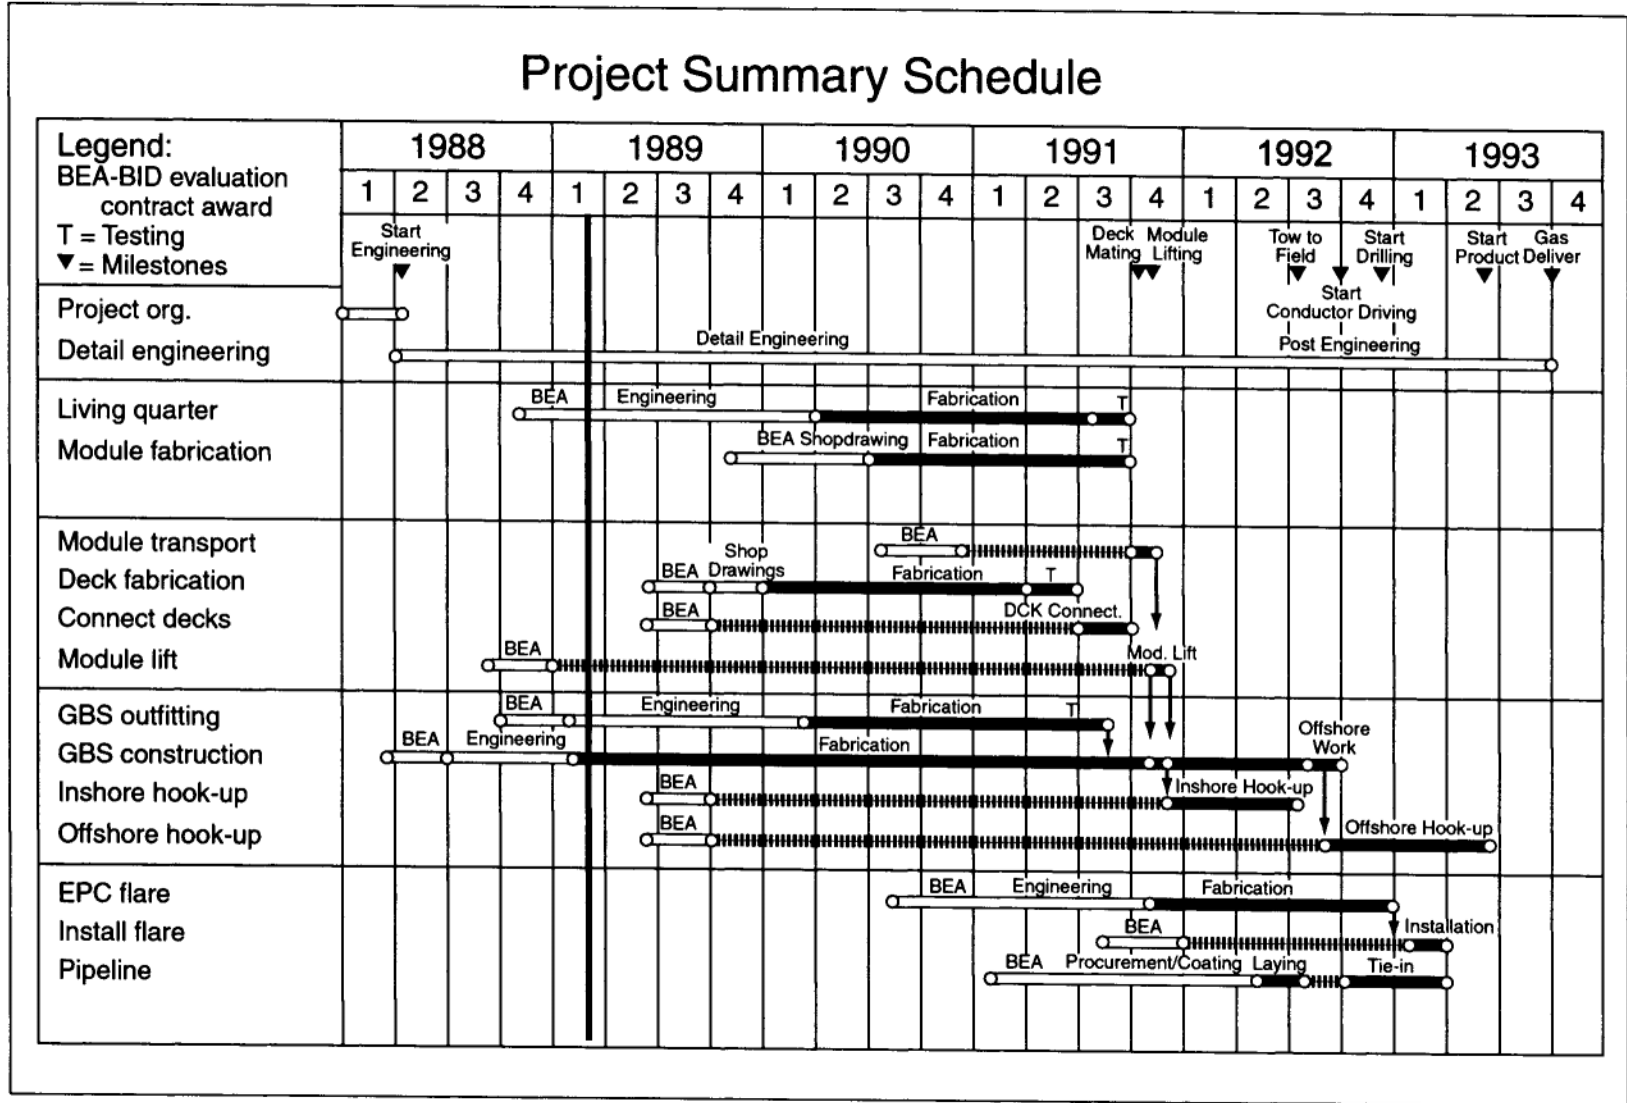 Project Summary Schedule
Legend:
BEA-BID evaluation
contract award
T = Testing
▼= Milestones
1988 1989 1990 1991 1992 1993
1 2 3 4 1 2 3 4 1 2 3 4 1 2 3 4 1 2 3 4 1 2 3 4
Start
Engineering
Deck
Mating
Module
Lifting
Tow to
Field
Start
Drilling
Start
Product
Gas
Deliver
Start
Conductor Driving
Project org.
Detail engineering
Detail Engineering
Post Engineering
Living quarter
BEA Engineering Fabrication T
Module fabrication
BEA Shopdrawing Fabrication T
Module transport
BEA
Deck fabrication
BEA
Shop
Drawings
Fabrication T
Connect decks
BEA DCK Connect.
Module lift
BEA Mod. Lift
GBS outfitting
BEA Engineering Fabrication T
GBS construction
BEA Engineering Fabrication
Offshore
Work
Inshore hook-up
BEA Inshore Hook-up
Offshore hook-up
BEA Offshore Hook-up
EPC flare
BEA Engineering Fabrication
Install flare
BEA Installation
Pipeline
BEA Procurement/Coating Laying Tie-in